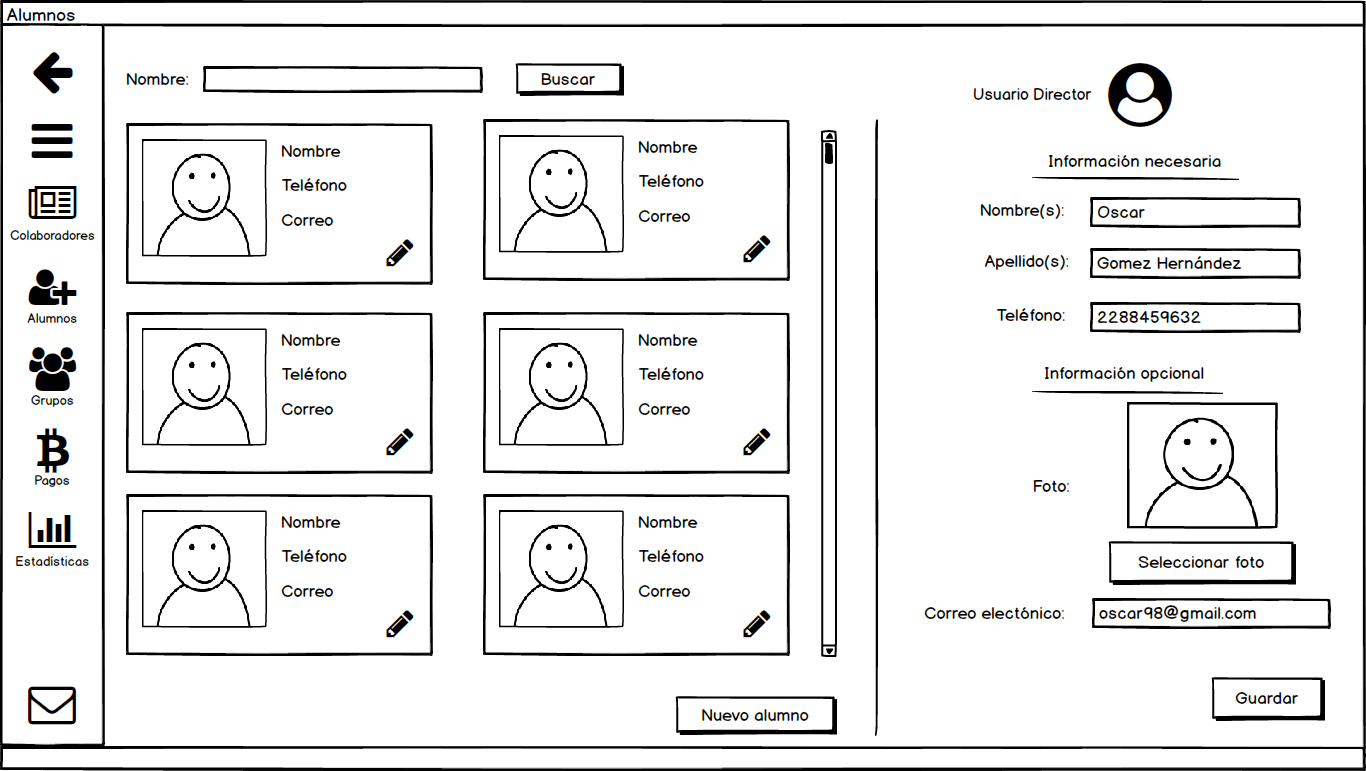 Alumnos
Colaboradores
Alumnos
Grupos
Pagos
Estadísticas
Nombre:
Buscar
Nombre
Teléfono
Correo
Nombre
Teléfono
Correo
Nombre
Teléfono
Correo
Nombre
Teléfono
Correo
Nombre
Teléfono
Correo
Nombre
Teléfono
Correo
Nuevo alumno
Usuario Director
Información necesaria
Nombre(s): Oscar
Apellido(s): Gomez Hernández
Teléfono: 2288459632
Información opcional
Foto:
Seleccionar foto
Correo electónico: oscar98@gmail.com
Guardar